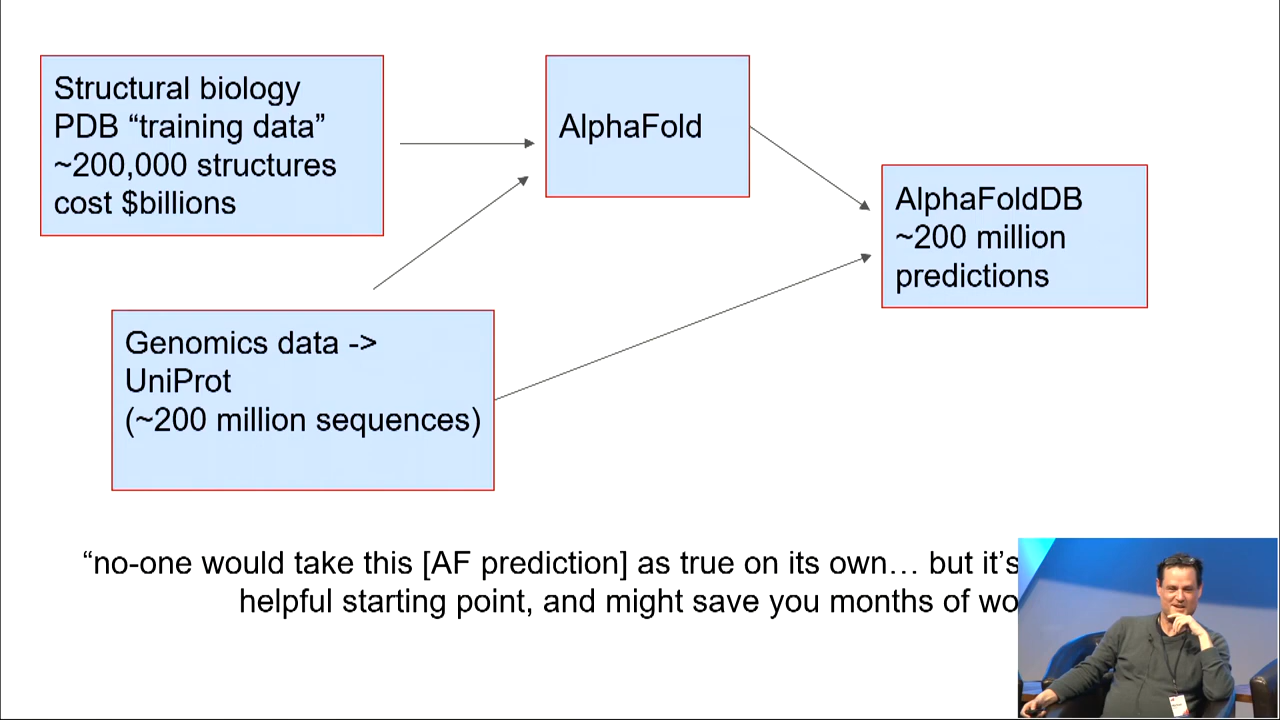 Structural biology
PDB “training data”
~200,000 structures
cost $billions
AlphaFold
AlphaFoldDB
~200 million
predictions
Genomics data ->
UniProt
(~200 million sequences)
“no-one would take this [AF prediction] as true on its own… but it’s
helpful starting point, and might save you months of